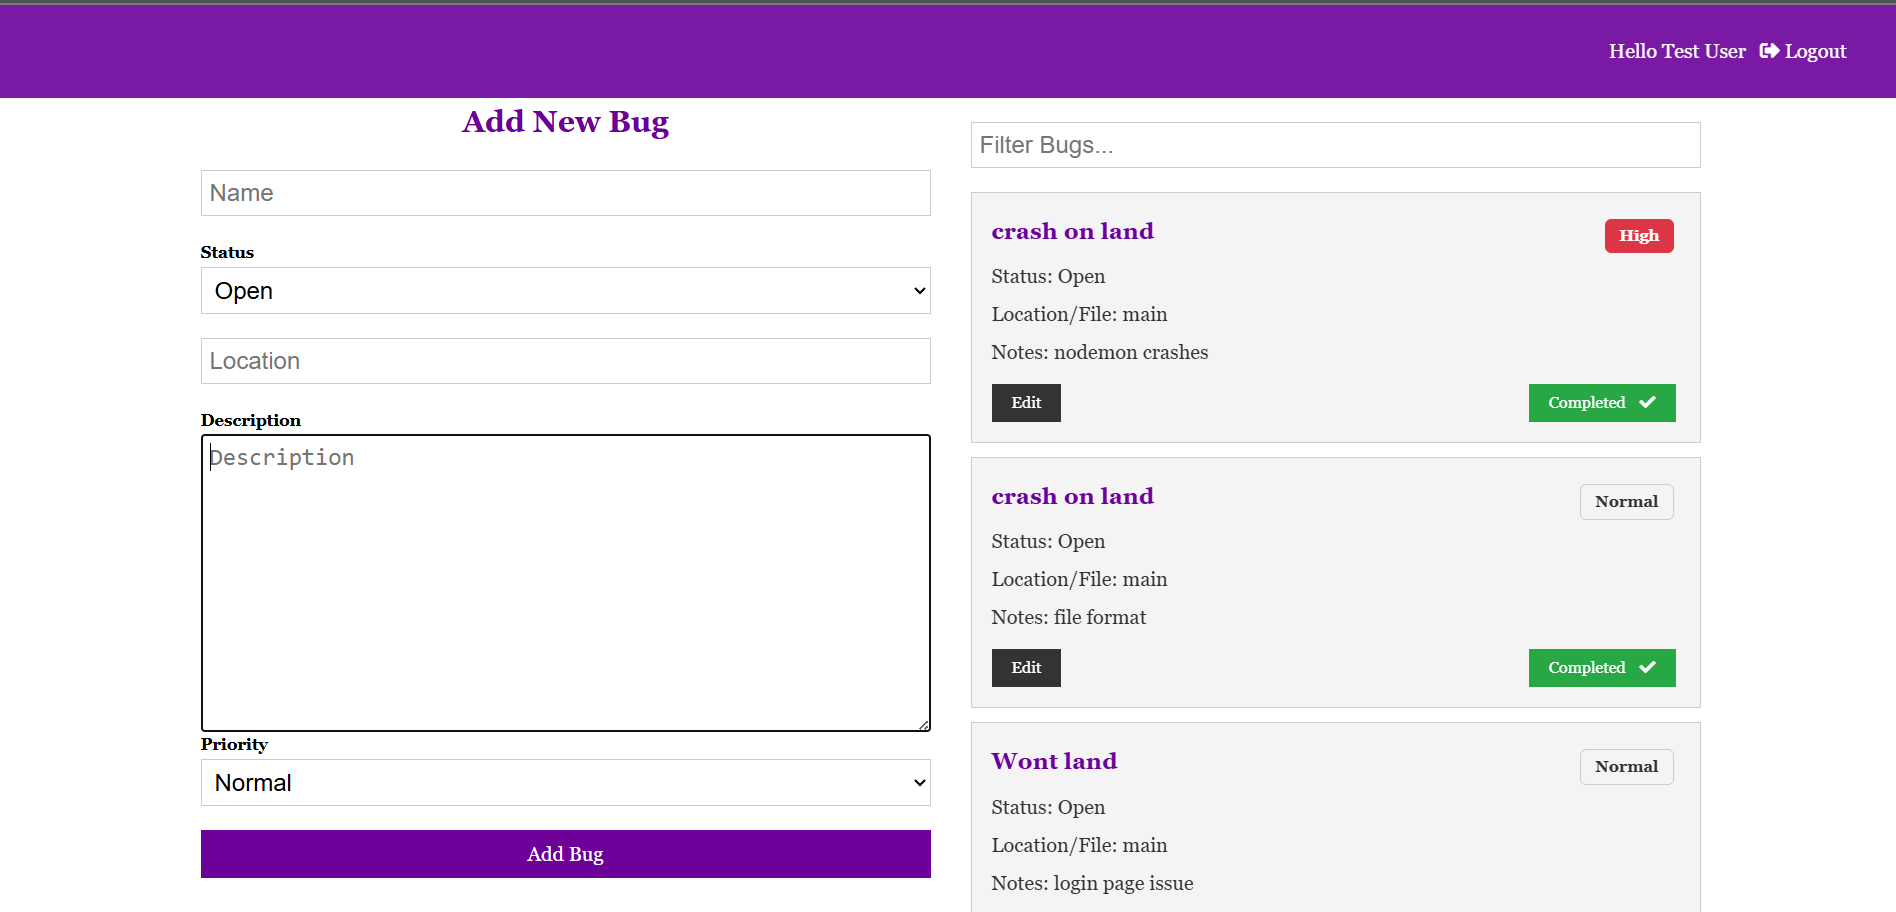 Hello Test User Logout
Add New Bug
Name
Status
Open
Location
Description
Description
Priority
Normal
Add Bug
Filter Bugs...
crash on land
High
Status: Open
Location/File: main
Notes: nodemon crashes
Edit
Completed
crash on land
Normal
Status: Open
Location/File: main
Notes: file format
Edit
Completed
Wont land
Normal
Status: Open
Location/File: main
Notes: login page issue